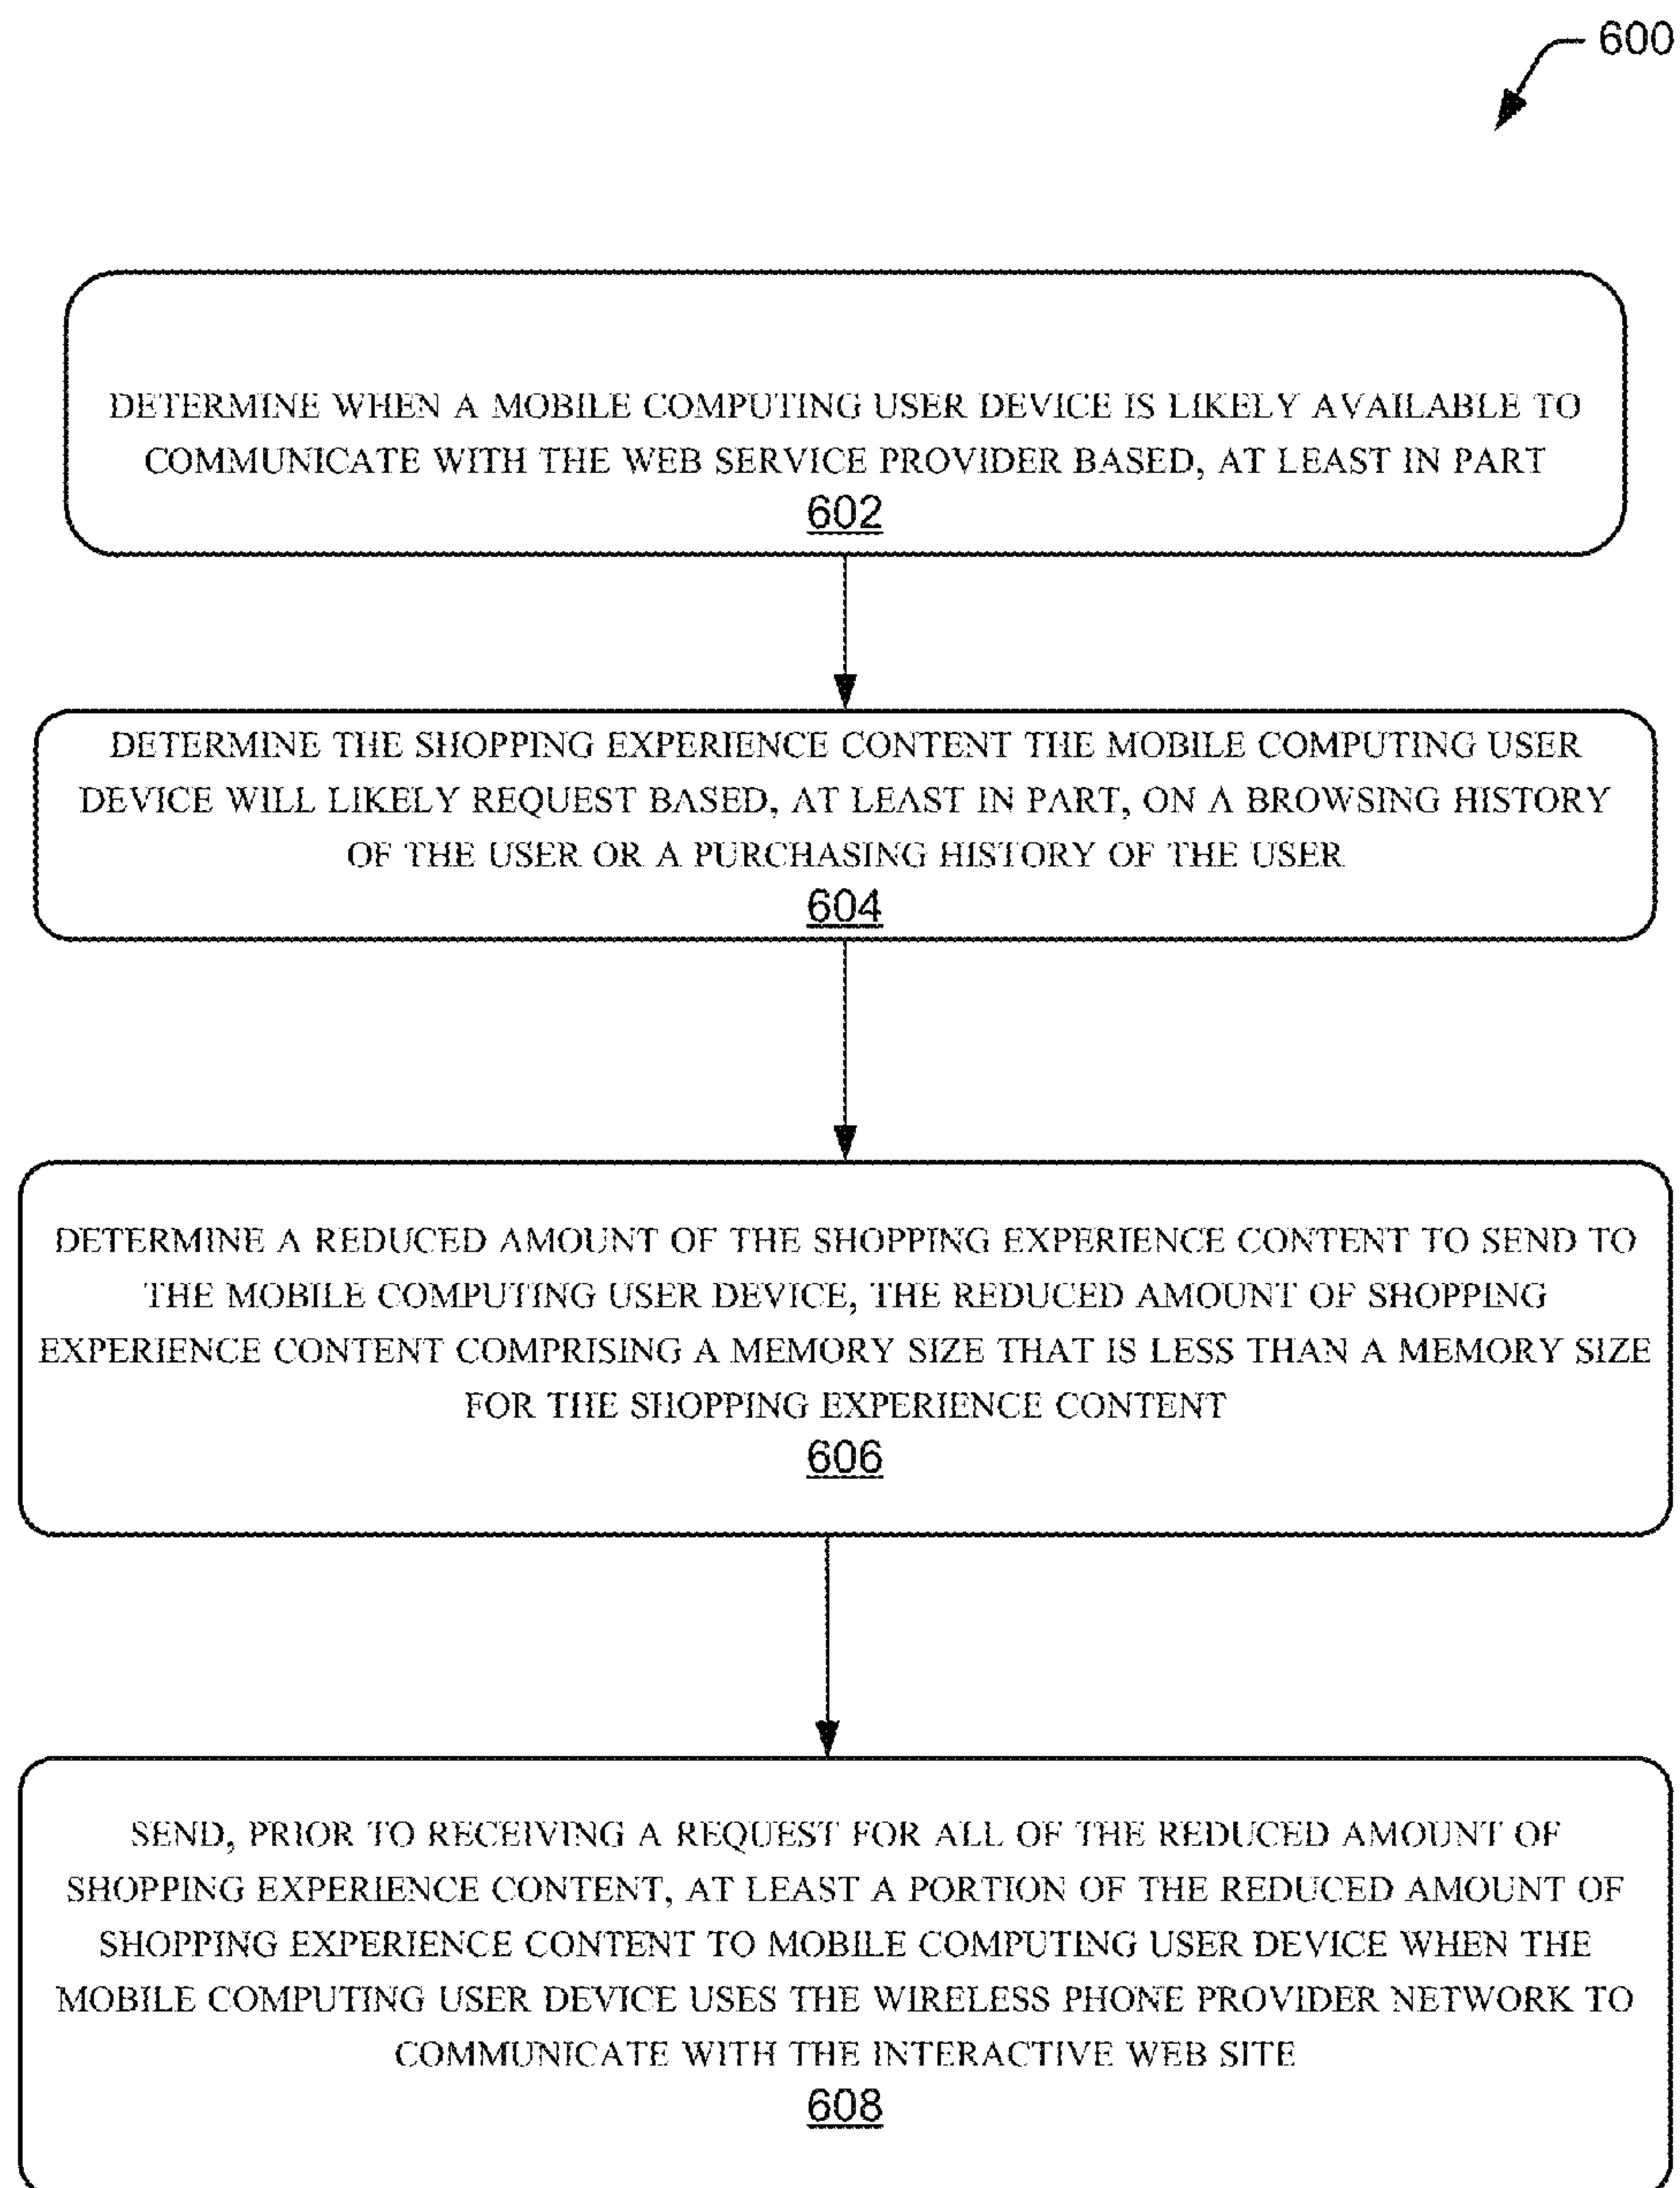 600
DETERMINE WHEN A MOBILE COMPUTING USER DEVICE IS LIKELY AVAILABLE TO
COMMUNICATE WITH THE WEB SERVICE PROVIDER BASED, AT LEAST IN PART
602
DETERMINE THE SHOPPING EXPERIENCE CONTENT THE MOBILE COMPUTING USER
DEVICE WILL LIKELY REQUEST BASED, AT LEAST IN PART, ON A BROWSING HISTORY
OF THE USER OR A PURCHASING HISTORY OF THE USER
604
DETERMINE A REDUCED AMOUNT OF THE SHOPPING EXPERIENCE CONTENT TO SEND TO
THE MOBILE COMPUTING USER DEVICE, THE REDUCED AMOUNT OF SHOPPING
EXPERIENCE CONTENT COMPRISING A MEMORY SIZE THAT IS LESS THAN A MEMORY SIZE
FOR THE SHOPPING EXPERIENCE CONTENT
606
SEND, PRIOR TO RECEIVING A REQUEST FOR ALL OF THE REDUCED AMOUNT OF
SHOPPING EXPERIENCE CONTENT, AT LEAST A PORTION OF THE REDUCED AMOUNT OF
SHOPPING EXPERIENCE CONTENT TO MOBILE COMPUTING USER DEVICE WHEN THE
MOBILE COMPUTING USER DEVICE USES THE WIRELESS PHONE PROVIDER NETWORK TO
COMMUNICATE WITH THE INTERACTIVE WEB SITE
608